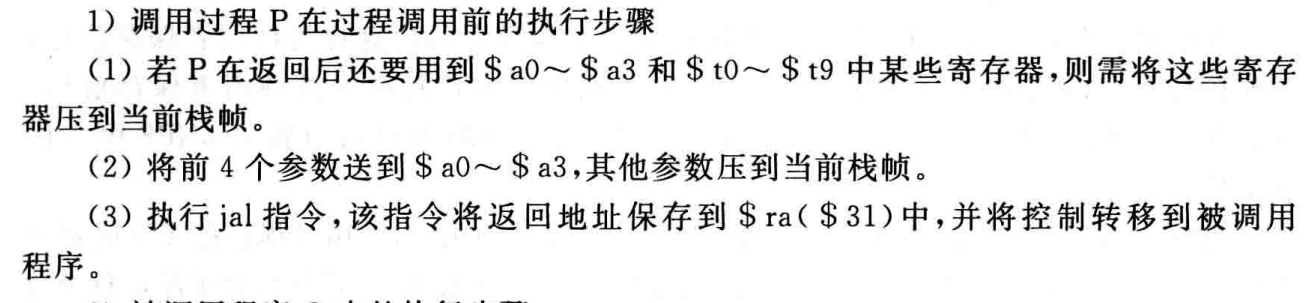 1) 调用过程 P 在过程调用前的执行步骤
(1) 若 P 在返回后还要用到 $ a0～ $ a3 和 $ t0～ $ t9 中某些寄存器,则需将这些寄存
器压到当前栈帧。
(2) 将前 4 个参数送到 $ a0～ $ a3,其他参数压到当前栈帧。
(3) 执行 jal 指令,该指令将返回地址保存到 $ ra( $ 31)中,并将控制转移到被调用
程序。